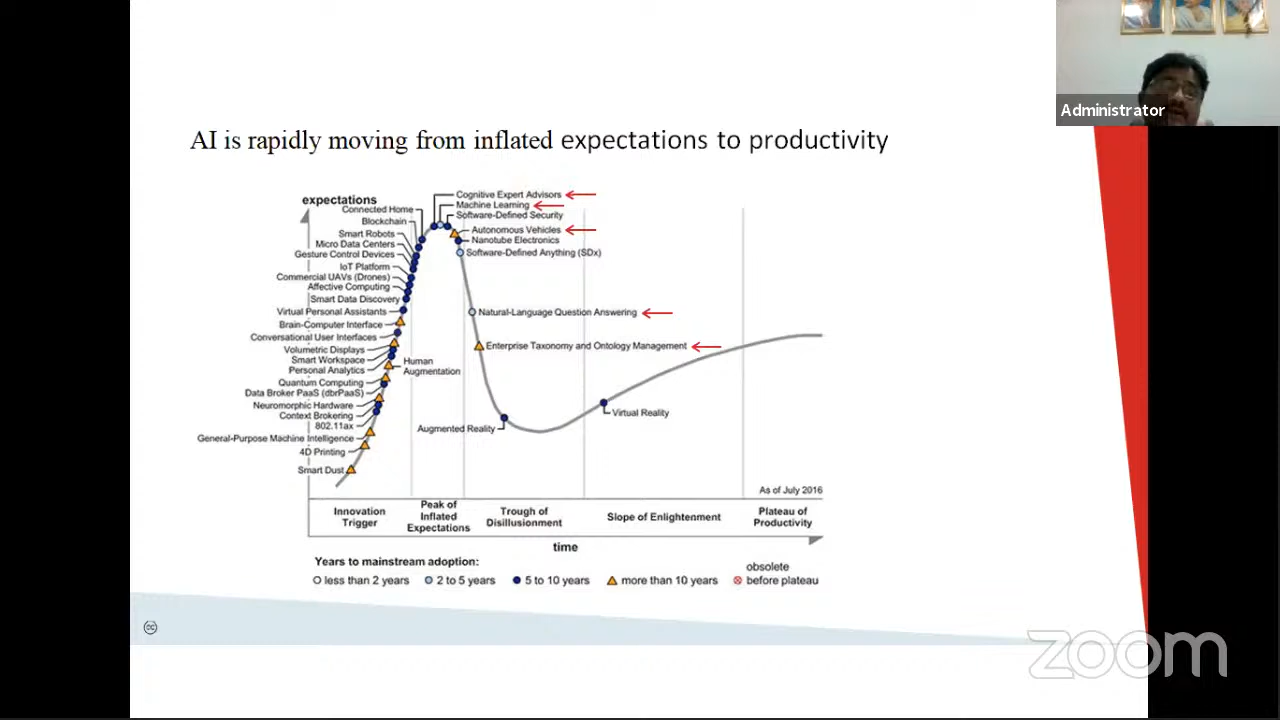 Administrator
AI is rapidly moving from inflated expectations to productivity
expectations
Cognitive Expert Advisors
Machine Learning
Software-Defined Security
Autonomous Vehicles
Nanotube Electronics
Software-Defined Anything (SDx)
Connected Home
Blockchain
Smart Robots
Micro Data Centers
Gesture Control Devices
IoT Platform
Commercial UAVs (Drones)
Affective Computing
Smart Data Discovery
Virtual Personal Assistants
Brain-Computer Interface
Conversational User Interfaces
Volumetric Displays
Smart Workspace
Personal Analytics
Quantum Computing
Data Broker PaaS (dbrPaaS)
Neuromorphic Hardware
Context Brokering
802.11ax
General-Purpose Machine Intelligence
4D Printing
Smart Dust
Human
Augmentation
Natural-Language Question Answering
Enterprise Taxonomy and Ontology Management
Augmented Reality
Virtual Reality
As of July 2016
Innovation
Trigger
Peak of
Inflated
Expectations
Trough of
Disillusionment
Slope of Enlightenment
Plateau of
Productivity
time
Years to mainstream adoption:
less than 2 years
2 to 5 years
5 to 10 years
more than 10 years
obsolete
before plateau
cc
zoom